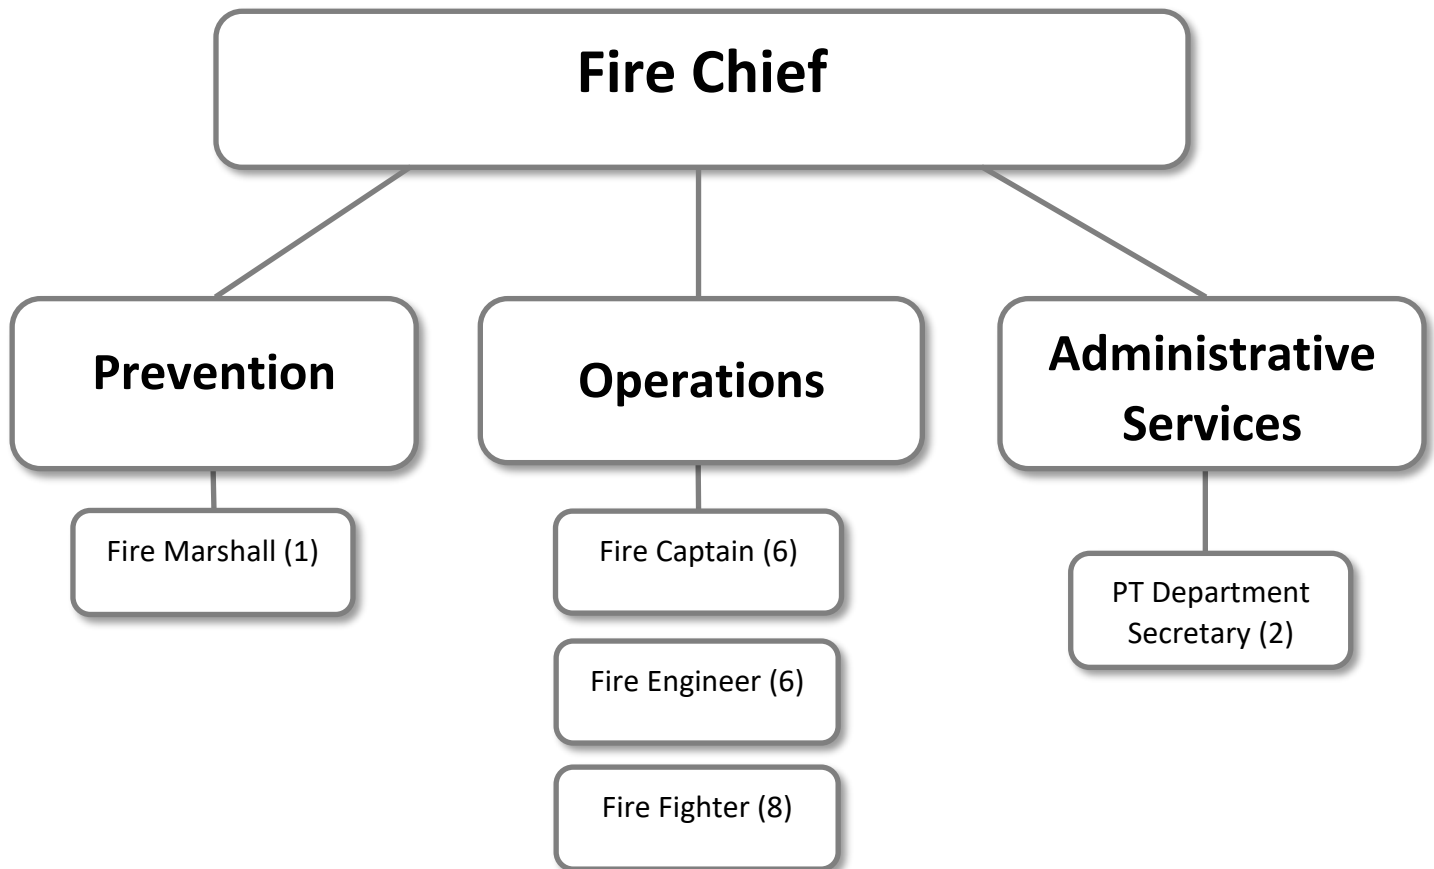 Fire Chief
Prevention
Operations
Administrative
Services
Fire Marshall (1)
Fire Captain (6)
PT Department
Secretary (2)
Fire Engineer (6)
Fire Fighter (8)